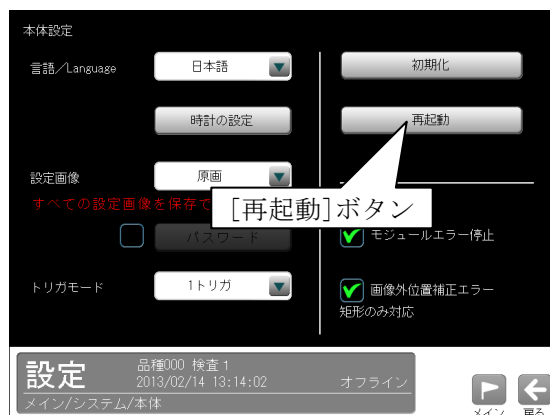 本体設定
言語／Language
日本語
初期化
時計の設定
再起動
設定画像
原画
すべての設定画像を保存で
[再起動]ボタン
パスワード
モジュールエラー停止
トリガモード
1トリガ
画像外位置補正エラー
矩形のみ対応
設定
品種000 検査1
2013/02/14 13:14:02
オフライン
メイン/システム/本体
メイン
戻る